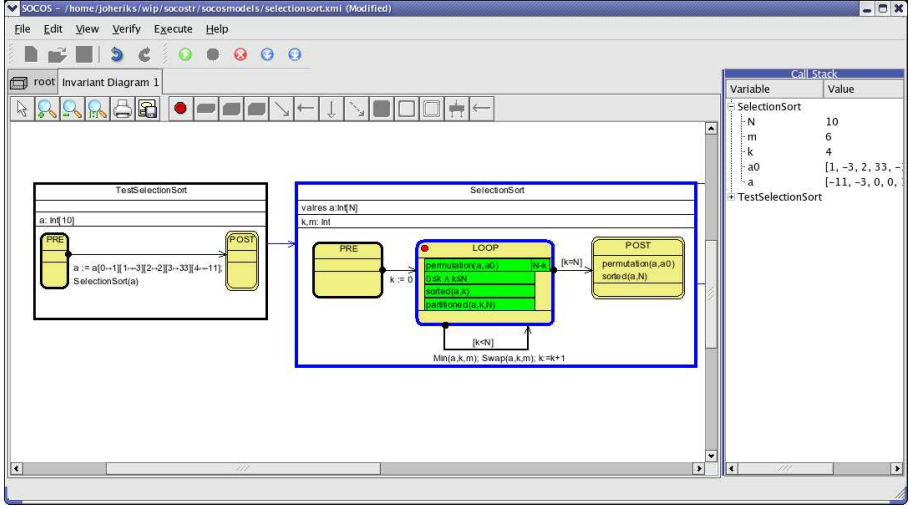 SOCOS – /home/joheriks/wip/socostr/socosmodels/selectionsort.xmi (Modified)
File Edit View Verify Execute Help
root Invariant Diagram 1
TestSelectionSort
a: Int[10]
PRE
POST
a := a[0↦1][1↦-3][2↦2][3↦33][4↦-11];
SelectionSort(a)
SelectionSort
valres a:Int[N]
k,m: Int
PRE
k := 0
LOOP
permutation(a,a0) N-k
0≤k ∧ k≤N
sorted(a,k)
partitioned(a,k,N)
[k=N]
POST
permutation(a,a0)
sorted(a,N)
[k<N]
Min(a,k,m); Swap(a,k,m); k:=k+1
Call Stack
Variable Value
SelectionSort
N 10
m 6
k 4
a0 [1, -3, 2, 33, -
a [-11, -3, 0, 0,
TestSelectionSort